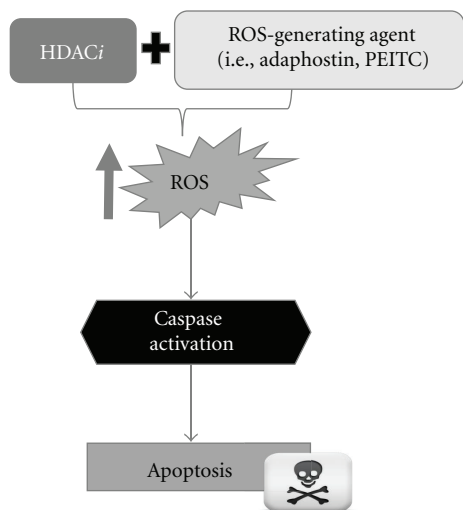 HDACi
ROS-generating agent
(i.e., adaphostin, PEITC)
ROS
Caspase
activation
Apoptosis